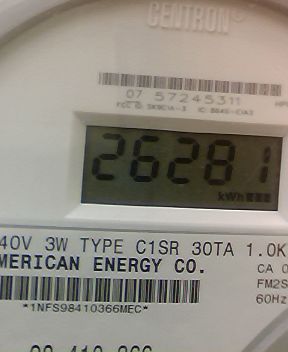 CENTRON®
07 57245311
26281
kWh
40V 3W TYPE C1SR 30TA 1.0K
MERICAN ENERGY CO.
CA 0
FM2S
60Hz
*1NFS98410366MEC*